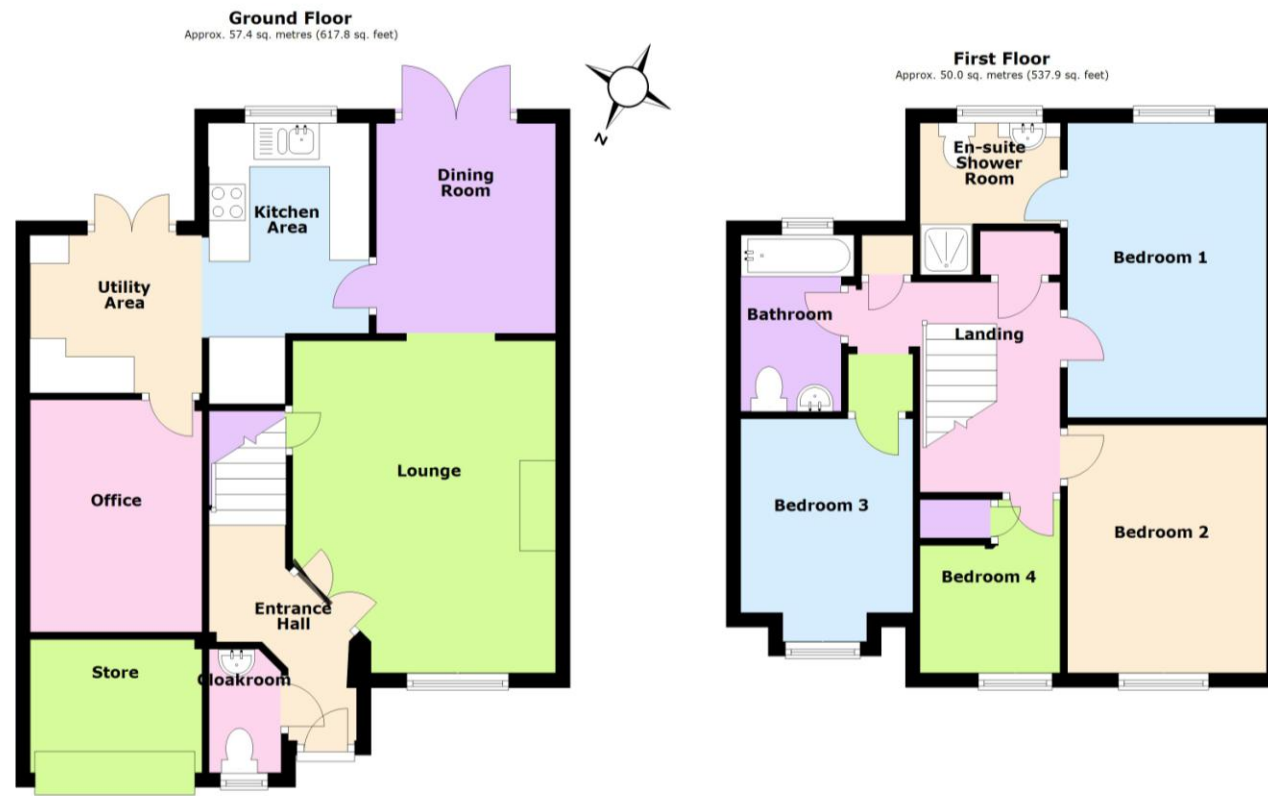 Ground Floor
Approx. 57.4 sq. metres (617.8 sq. feet)
Dining
Room
Kitchen
Area
Utility
Area
Lounge
Office
Entrance
Hall
Store
Cloakroom
N
First Floor
Approx. 50.0 sq. metres (537.9 sq. feet)
En-suite
Shower
Room
Bedroom 1
Bathroom
Landing
Bedroom 3
Bedroom 2
Bedroom 4